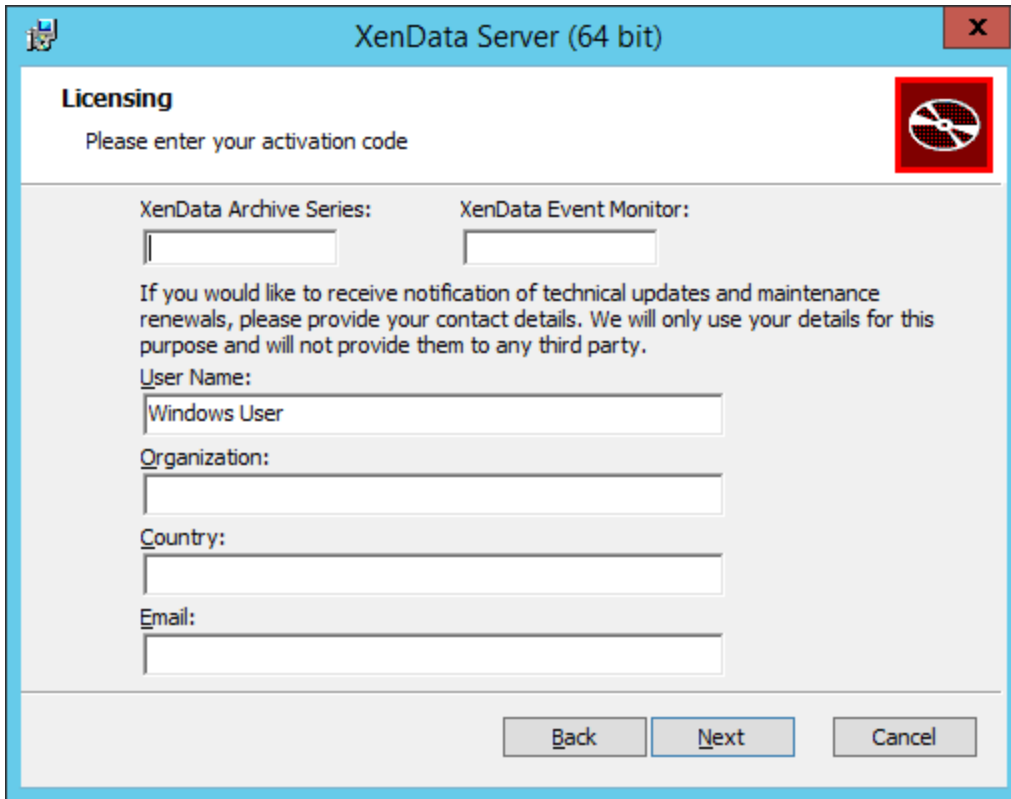 XenData Server (64 bit)
x
Licensing
Please enter your activation code
XenData Archive Series: XenData Event Monitor:
If you would like to receive notification of technical updates and maintenance
renewals, please provide your contact details. We will only use your details for this
purpose and will not provide them to any third party.
User Name:
Windows User
Organization:
Country:
Email:
Back Next Cancel